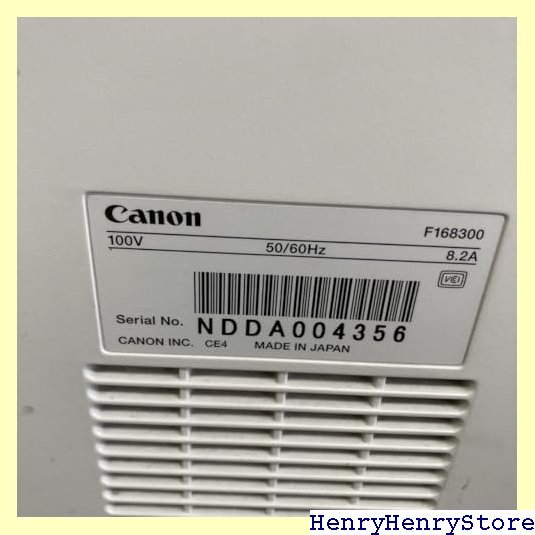 Canon
F168300
100V 50/60Hz 8.2A
VCI
Serial No. NDDA004356
CANON INC. CE4 MADE IN JAPAN
HenryHenryStore